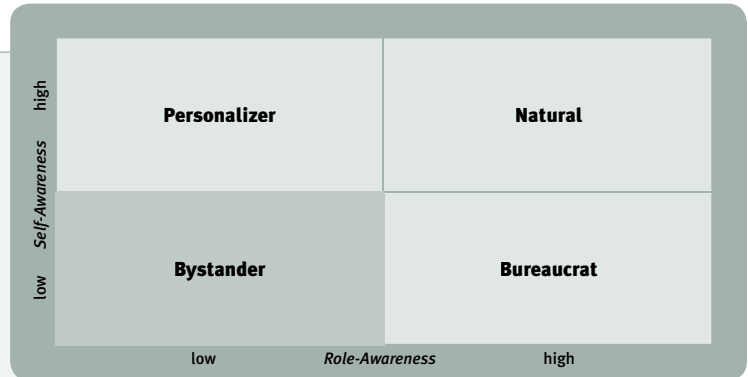 high
Personalizer
Natural
Self-Awareness
low
Bystander
Bureaucrat
low
Role-Awareness
high